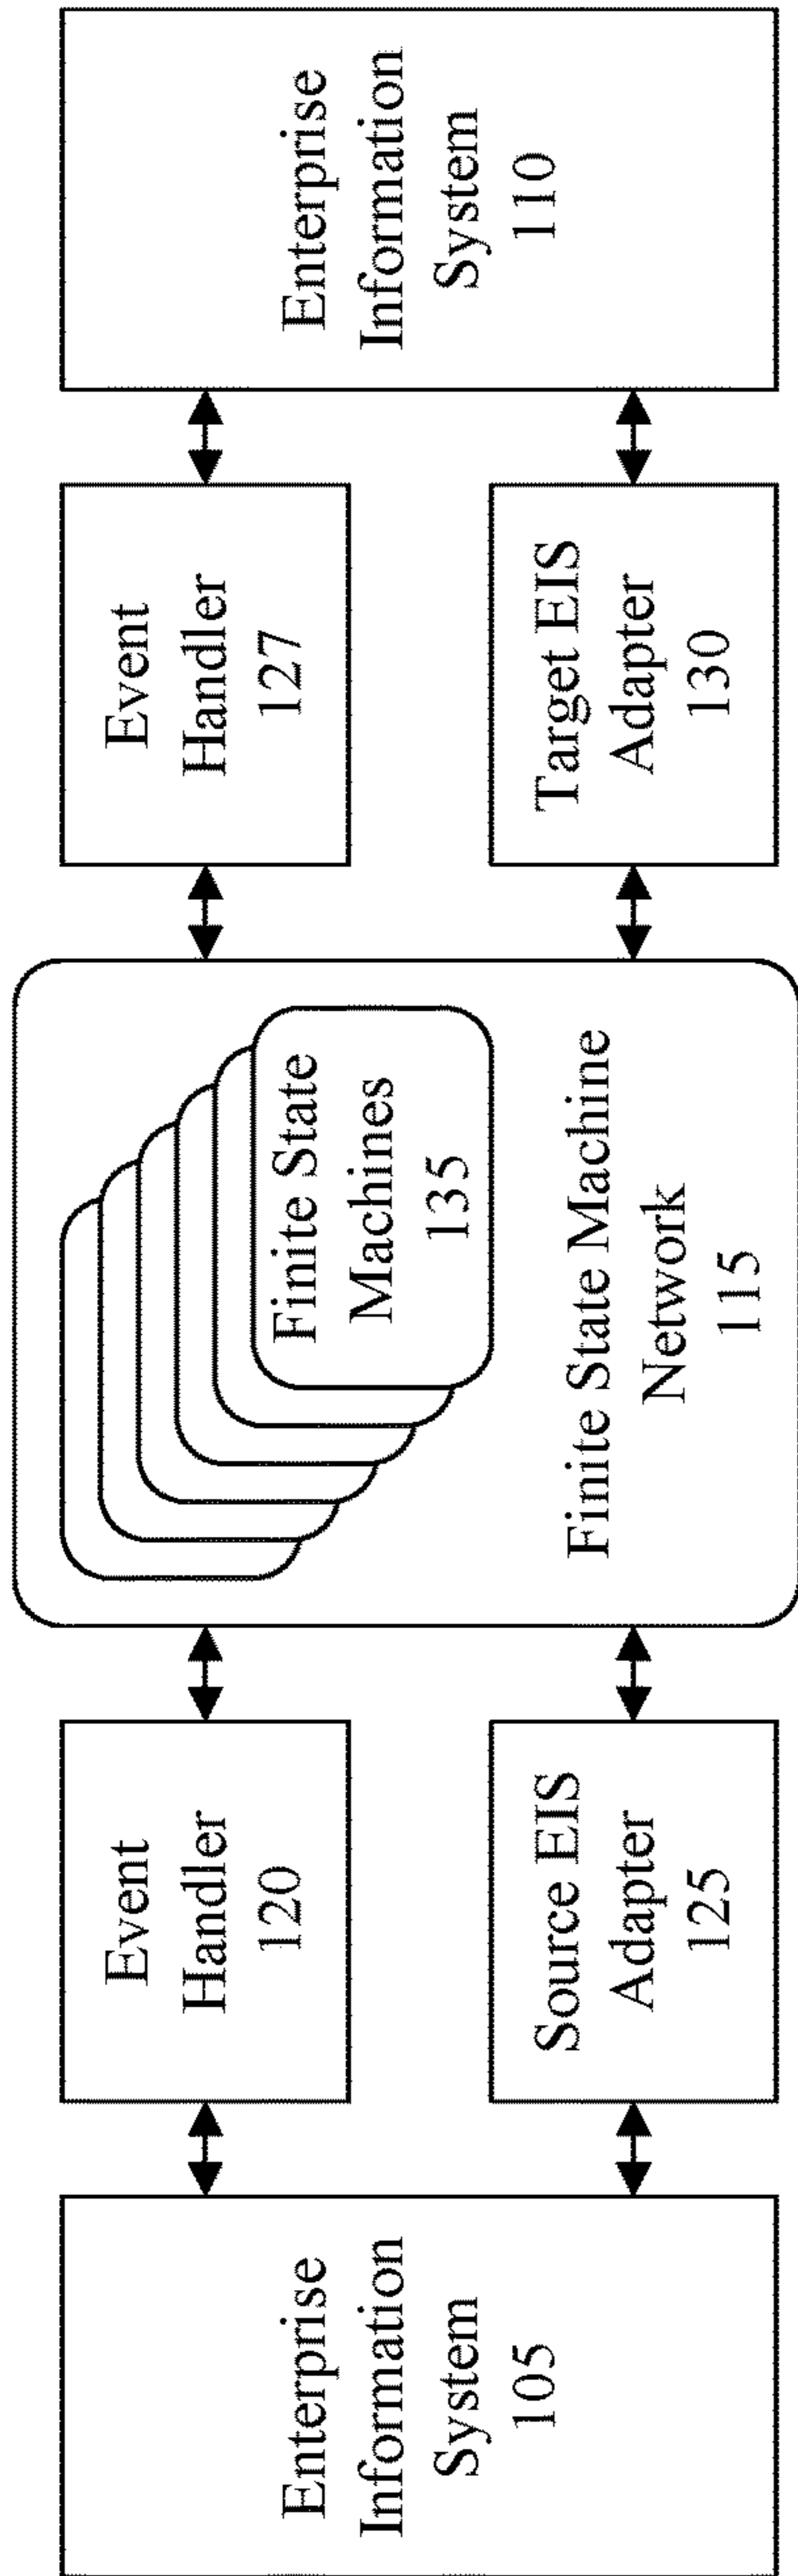 Enterprise
Information
System
105
Event
Handler
120
Source EIS
Adapter
125
Finite State
Machines
135
Finite State Machine
Network
115
Event
Handler
127
Target EIS
Adapter
130
Enterprise
Information
System
110